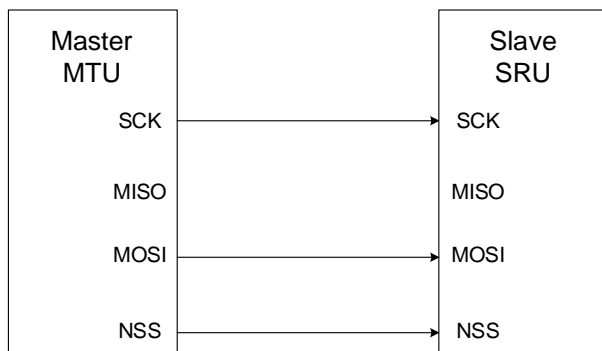 Master
MTU
SCK
MISO
MOSI
NSS
Slave
SRU
SCK
MISO
MOSI
NSS